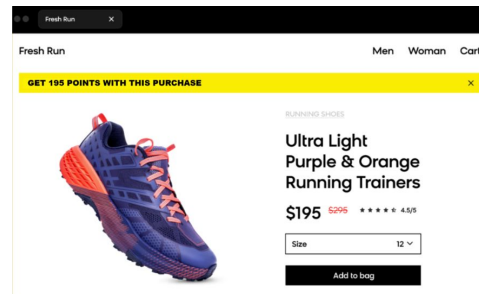 Fresh Run
Fresh Run
Men Woman Cart
GET 195 POINTS WITH THIS PURCHASE
RUNNING SHOES
Ultra Light
Purple & Orange
Running Trainers
$195 $295 4.5/5
Size 12
Add to bag